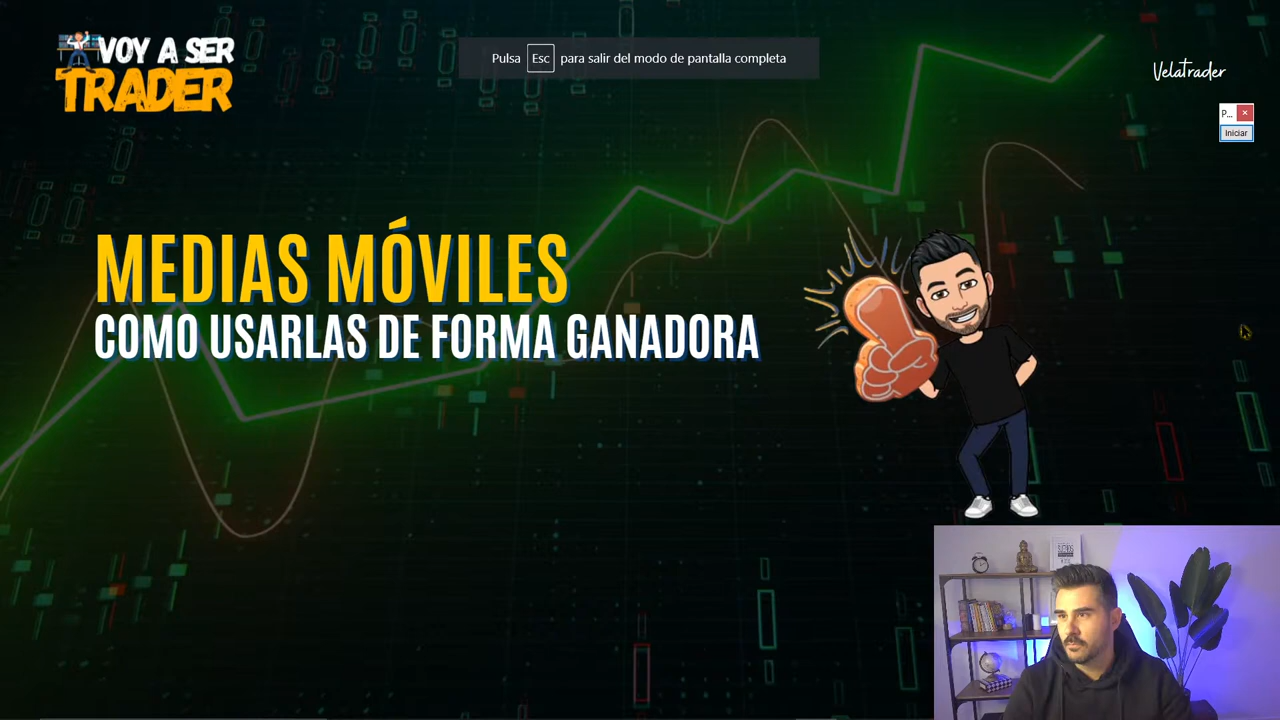 VOY A SER
TRADER
Pulsa Esc para salir del modo de pantalla completa
Velatrader
P...
Iniciar
MEDIAS MÓVILES
COMO USARLAS DE FORMA GANADORA